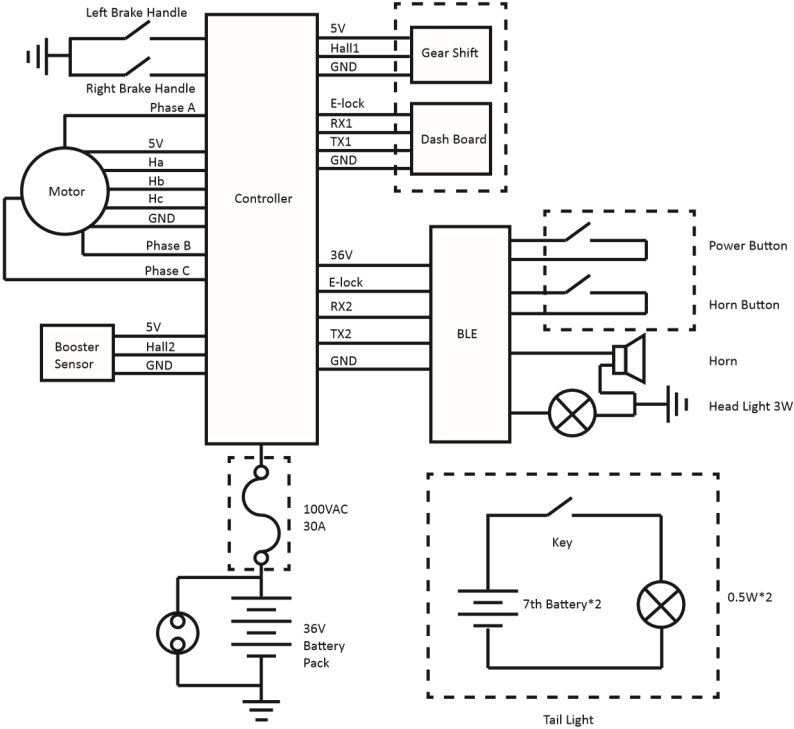 Left Brake Handle
Right Brake Handle
Phase A
5V
Ha
Hb
Hc
GND
Phase B
Phase C
Motor
5V
Hall2
GND
Booster
Sensor
Controller
5V
Hall1
GND
Gear Shift
E-lock
RX1
TX1
GND
Dash Board
36V
E-lock
RX2
TX2
GND
BLE
Power Button
Horn Button
Horn
Head Light 3W
100VAC
30A
36V
Battery
Pack
Key
7th Battery*2
0.5W*2
Tail Light